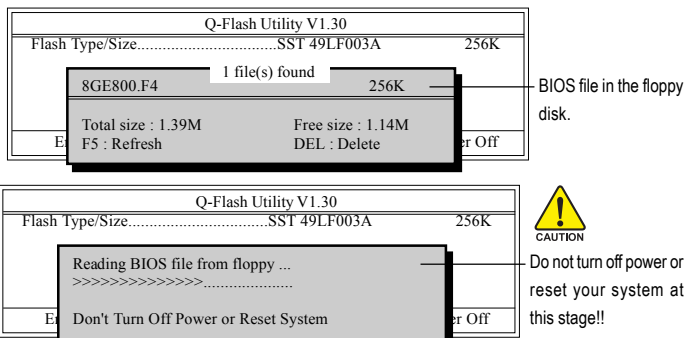 Q-Flash Utility V1.30
Flash Type/Size.................................SST 49LF003A 256K
1 file(s) found
8GE800.F4 256K
BIOS file in the floppy
disk.
Total size : 1.39M Free size : 1.14M
F5 : Refresh DEL : Delete
Q-Flash Utility V1.30
Flash Type/Size.................................SST 49LF003A 256K
CAUTION
Reading BIOS file from floppy ...
>>>>>>>>>>>>>>>.....................
Don't Turn Off Power or Reset System
Do not turn off power or
reset your system at
this stage!!